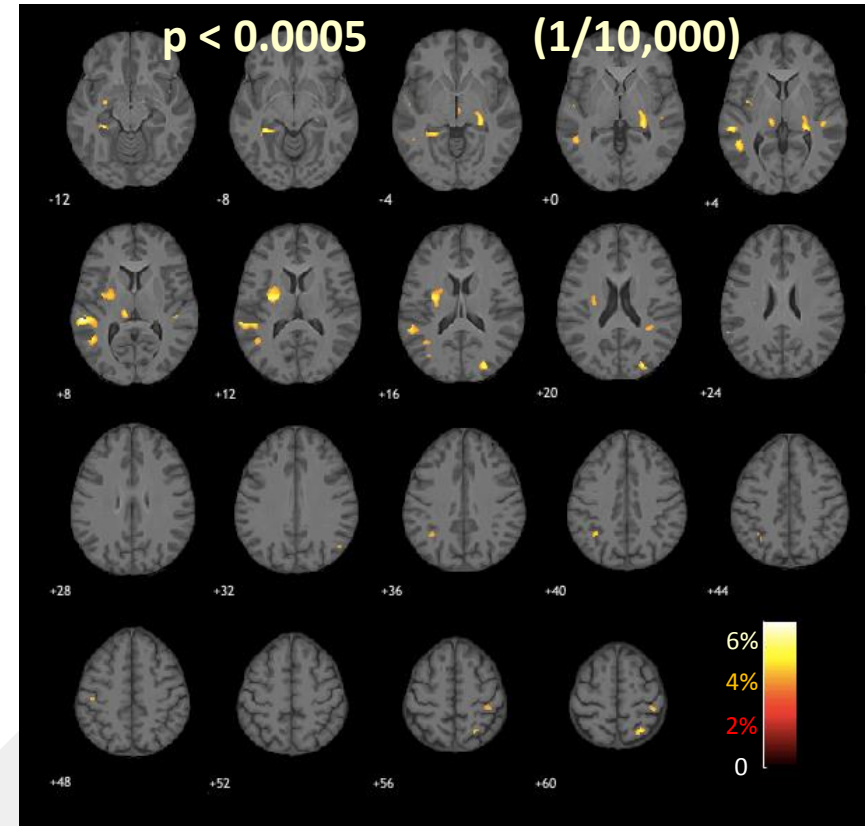 p < 0.0005 (1/10,000)
-12 -8 -4 +0 +4
+8 +12 +16 +20 +24
+28 +32 +36 +40 +44
6%
4%
2%
0
+48 +52 +56 +60